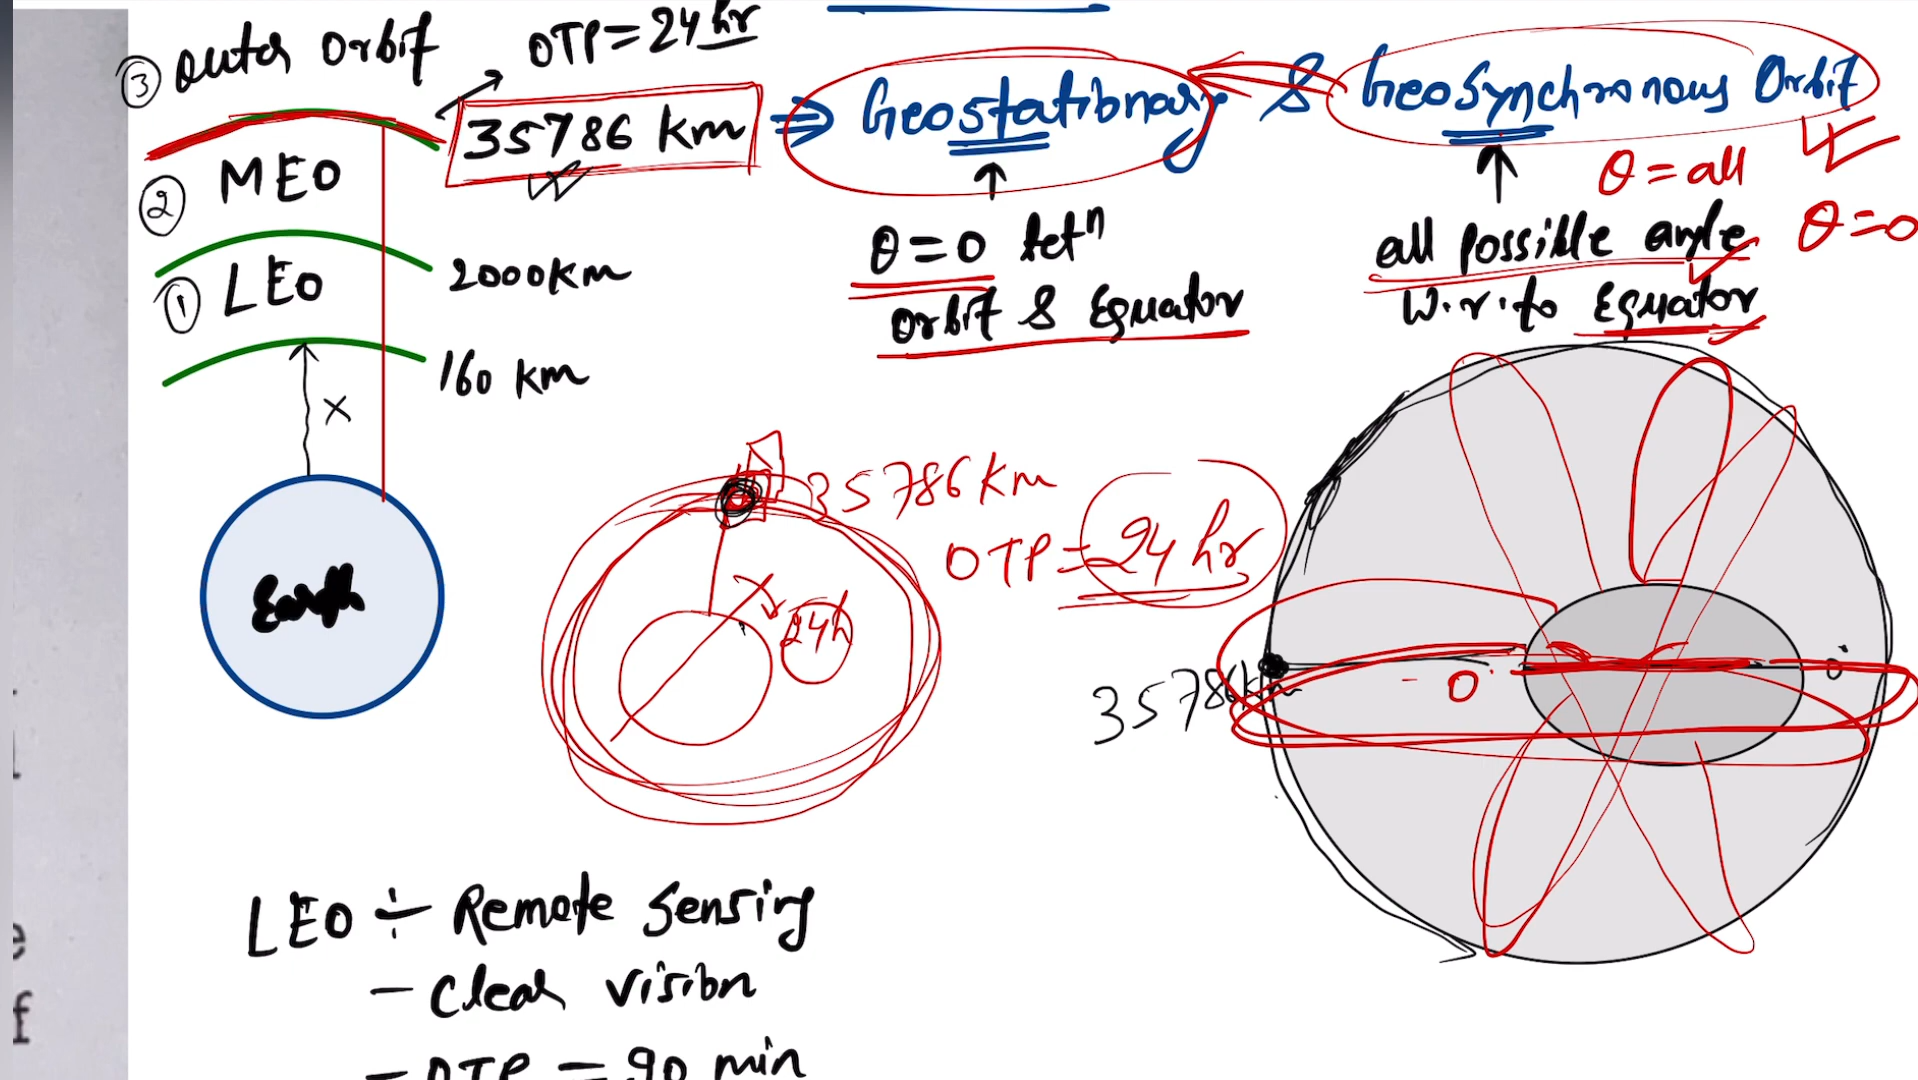 ③ outer Orbit
OTP = 24 hr
35786 km ⇒ Geostationary & GeoSynchronous Orbit
② MEO
① LEO
2000 km
160 km
X
Earth
θ = 0 betⁿ
Orbit & Equator
θ = all
all possible angle
w.r.to Equator
θ = 0
35786 km
OTP = 24 hr
24h
35786 km
0°
0°
LEO ÷ Remote Sensing
- Clear vision
- OTP = 90 min
e
f